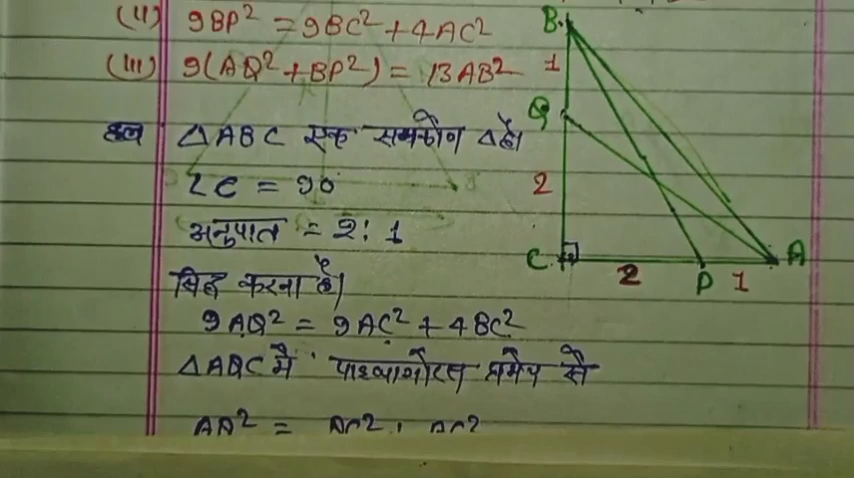 (ii) 9BP² = 9BC² + 4AC²
(iii) 9(AQ² + BP²) = 13AB²
हल ∆ABC एक समकोण ∆ है।
∠C = 90
अनुपात = 2:1
सिद्ध करना है।
9AQ² = 9AC² + 4BC²
∆AQC में पाइथागोरस प्रमेय से
AQ² =
B
1
Q
2
C
2
P
1
A